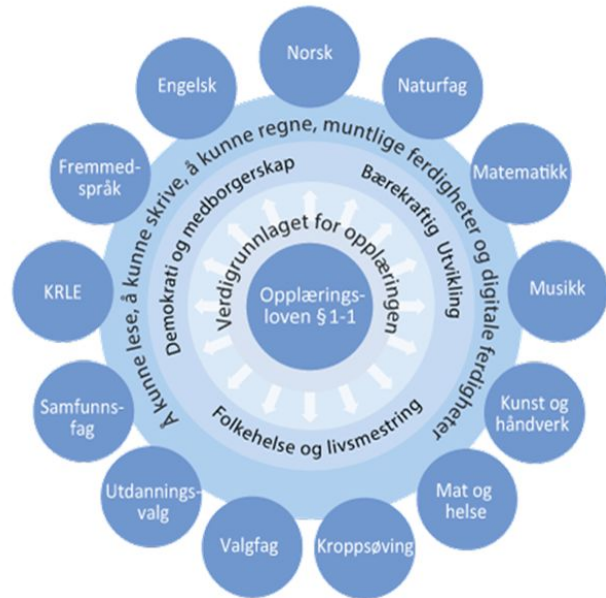 Norsk
Naturfag
Matematikk
Musikk
Kunst og
håndverk
Mat og
helse
Kroppsøving
Valgfag
Utdannings-
valg
Samfunns-
fag
KRLE
Fremmed-
språk
Engelsk
Å kunne lese, å kunne skrive, å kunne regne, muntlige ferdigheter og digitale ferdigheter
Demokrati og medborgerskap
Bærekraftig Utvikling
Folkehelse og livsmestring
Verdigrunnlaget for opplæringen
Opplærings-
loven § 1-1